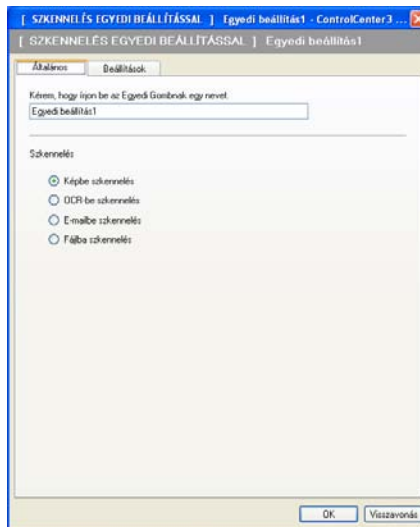 [ SZKENNELÉS EGYEDI BEÁLLÍTÁSSAL ] Egyedi beállítás1 - ControlCenter3 ...
[ SZKENNELÉS EGYEDI BEÁLLÍTÁSSAL ] Egyedi beállítás1
Általános Beállítások
Kérem, hogy írjon be az Egyedi Gombnak egy nevet.
Egyedi beállítás1
Szkennelés
Képbe szkennelés
OCR-be szkennelés
E-mailbe szkennelés
Fájlba szkennelés
OK Visszavonás